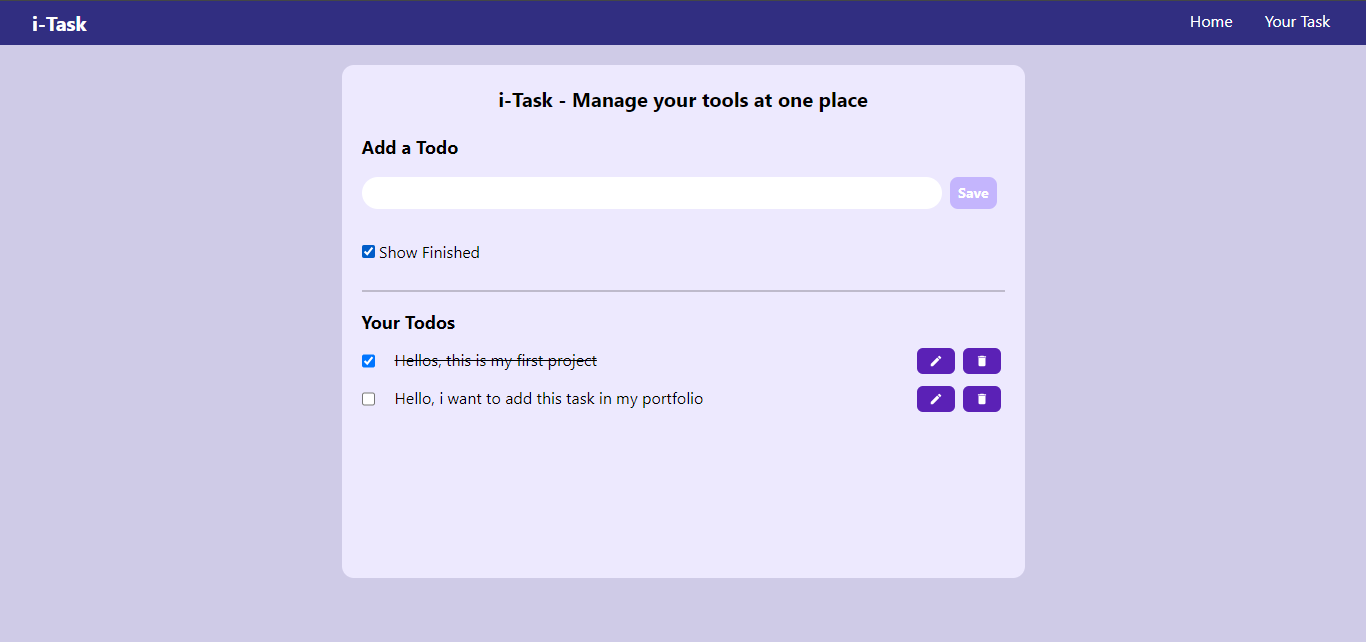 i-Task
Home
Your Task
i-Task - Manage your tools at one place
Add a Todo
Save
Show Finished
Your Todos
Hellos, this is my first project
Hello, i want to add this task in my portfolio